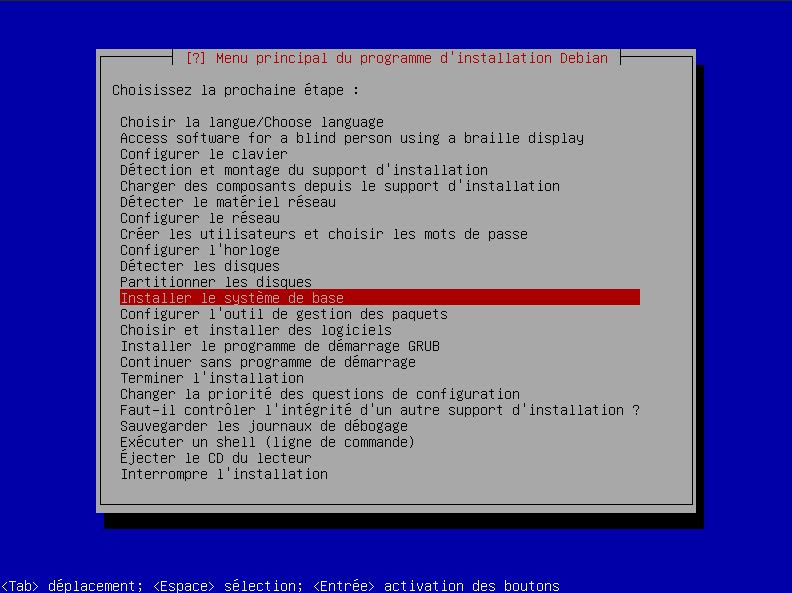 [?] Menu principal du programme d'installation Debian
Choisissez la prochaine étape :
Choisir la langue/Choose language
Access software for a blind person using a braille display
Configurer le clavier
Détection et montage du support d'installation
Charger des composants depuis le support d'installation
Détecter le matériel réseau
Configurer le réseau
Créer les utilisateurs et choisir les mots de passe
Configurer l'horloge
Détecter les disques
Partitionner les disques
Installer le système de base
Configurer l'outil de gestion des paquets
Choisir et installer des logiciels
Installer le programme de démarrage GRUB
Continuer sans programme de démarrage
Terminer l'installation
Changer la priorité des questions de configuration
Faut-il contrôler l'intégrité d'un autre support d'installation ?
Sauvegarder les journaux de débogage
Exécuter un shell (ligne de commande)
Éjecter le CD du lecteur
Interrompre l'installation
<Tab> déplacement; <Espace> sélection; <Entrée> activation des boutons